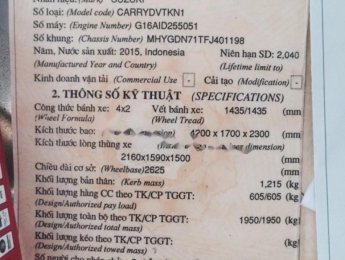 SUZUKI
Số loại: (Model code) CARRYDVTKN1
Số máy: (Engine Number) G16AID255051
Số khung: (Chassis Number) MHYGDN71TFJ401198
Năm, Nước sản xuất: 2015, Indonesia Niên hạn SD: 2,040
(Manufactured Year and Country) (Lifetime limit to)
Kinh doanh vận tải (Commercial Use) - Cải tạo (Modification) -
2. THÔNG SỐ KỸ THUẬT (SPECIFICATIONS)
Công thức bánh xe: 4x2 Vết bánh xe: 1435/1435 (mm
(Wheel Formula) (Wheel Tread)
Kích thước bao: 4200 x 1700 x 2300 (mm
Kích thước lòng thùng xe dimension)
2160x1590x1500 (mm
Chiều dài cơ sở: (Wheelbase) 2625 (mm
Khối lượng bản thân: (Kerb mass) 1,215 (kg
Khối lượng hàng CC theo TK/CP TGGT: 605/605 (kg
(Design/Authorized pay load)
Khối lượng toàn bộ theo TK/CP TGGT: 1950/1950 (kg
(Design/Authorized total mass)
Khối lượng kéo theo TK/CP TGGT: (kg
(Design/Authorized towed mass)
Số người cho phép chở